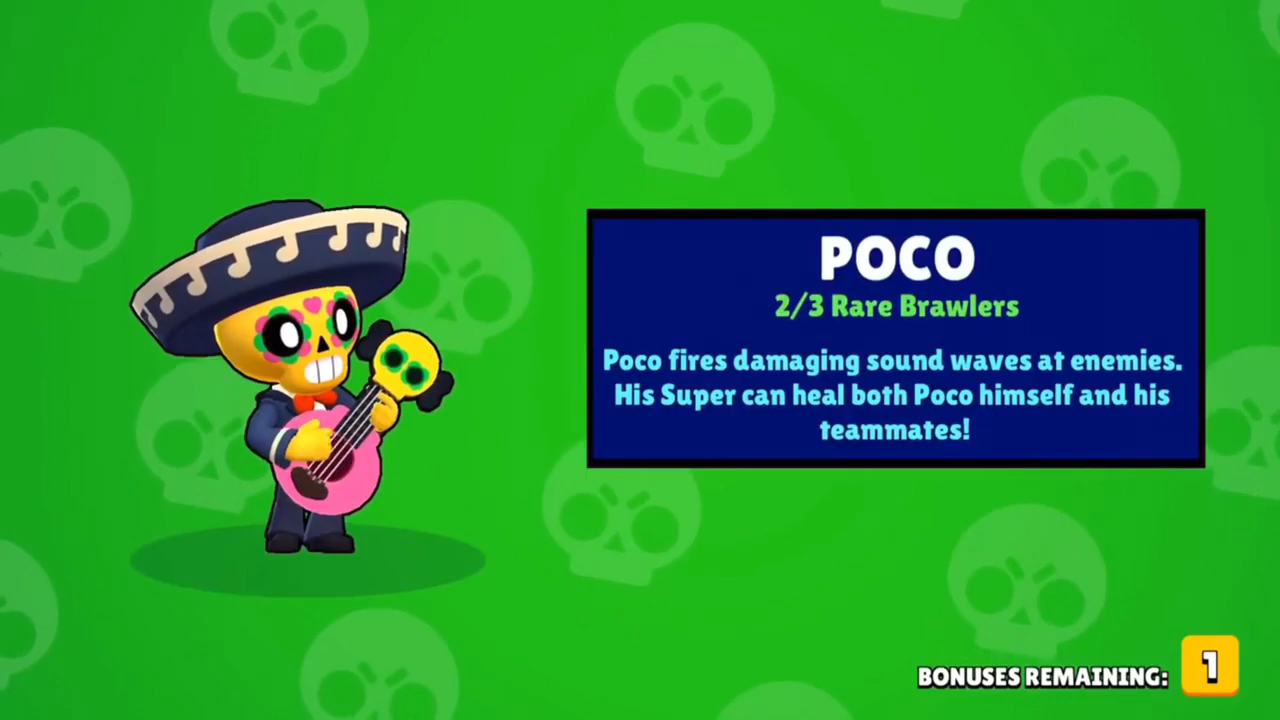 POCO
2/3 Rare Brawlers
Poco fires damaging sound waves at enemies.
His Super can heal both Poco himself and his
teammates!
BONUSES REMAINING: 1